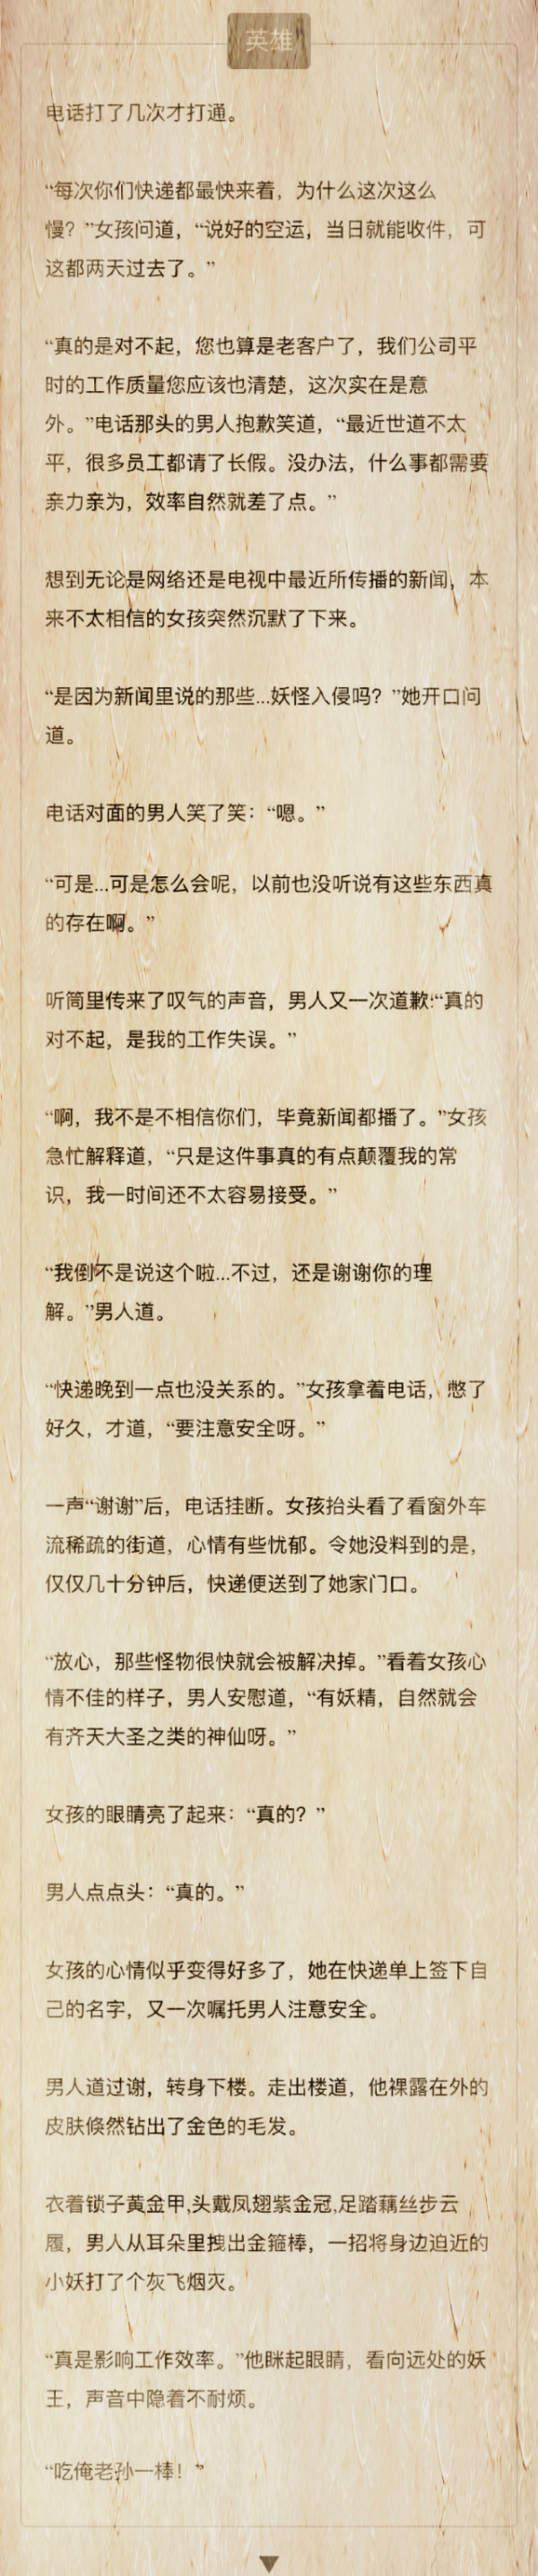 英雄
电话打了几次才打通。
“每次你们快递都最快来着，为什么这次这么
慢？”女孩问道，“说好的空运，当日就能收件，可
这都两天过去了。”
“真的是对不起，您也算是老客户了，我们公司平
时的工作质量您应该也清楚，这次实在是意
外。”电话那头的男人抱歉笑道，“最近世道不太
平，很多员工都请了长假。没办法，什么事都需要
亲力亲为，效率自然就差了点。”
想到无论是网络还是电视中最近所传播的新闻，本
来不太相信的女孩突然沉默了下来。
“是因为新闻里说的那些...妖怪入侵吗？”她开口问
道。
电话对面的男人笑了笑：“嗯。”
“可是...可是怎么会呢，以前也没听说有这些东西真
的存在啊。”
听筒里传来了叹气的声音，男人又一次道歉:“真的
对不起，是我的工作失误。”
“啊，我不是不相信你们，毕竟新闻都播了。”女孩
急忙解释道，“只是这件事真的有点颠覆我的常
识，我一时间还不太容易接受。”
“我倒不是说这个啦...不过，还是谢谢你的理
解。”男人道。
“快递晚到一点也没关系的。”女孩拿着电话，憋了
好久，才道，“要注意安全呀。”
一声“谢谢”后，电话挂断。女孩抬头看了看窗外车
流稀疏的街道，心情有些忧郁。令她没料到的是，
仅仅几十分钟后，快递便送到了她家门口。
“放心，那些怪物很快就会被解决掉。”看着女孩心
情不佳的样子，男人安慰道，“有妖精，自然就会
有齐天大圣之类的神仙呀。”
女孩的眼睛亮了起来：“真的？”
男人点点头：“真的。”
女孩的心情似乎变得好多了，她在快递单上签下自
己的名字，又一次嘱托男人注意安全。
男人道过谢，转身下楼。走出楼道，他裸露在外的
皮肤倏然钻出了金色的毛发。
衣着锁子黄金甲,头戴凤翅紫金冠,足踏藕丝步云
履，男人从耳朵里拽出金箍棒，一招将身边迫近的
小妖打了个灰飞烟灭。
“真是影响工作效率。”他眯起眼睛，看向远处的妖
王，声音中隐着不耐烦。
“吃俺老孙一棒！”